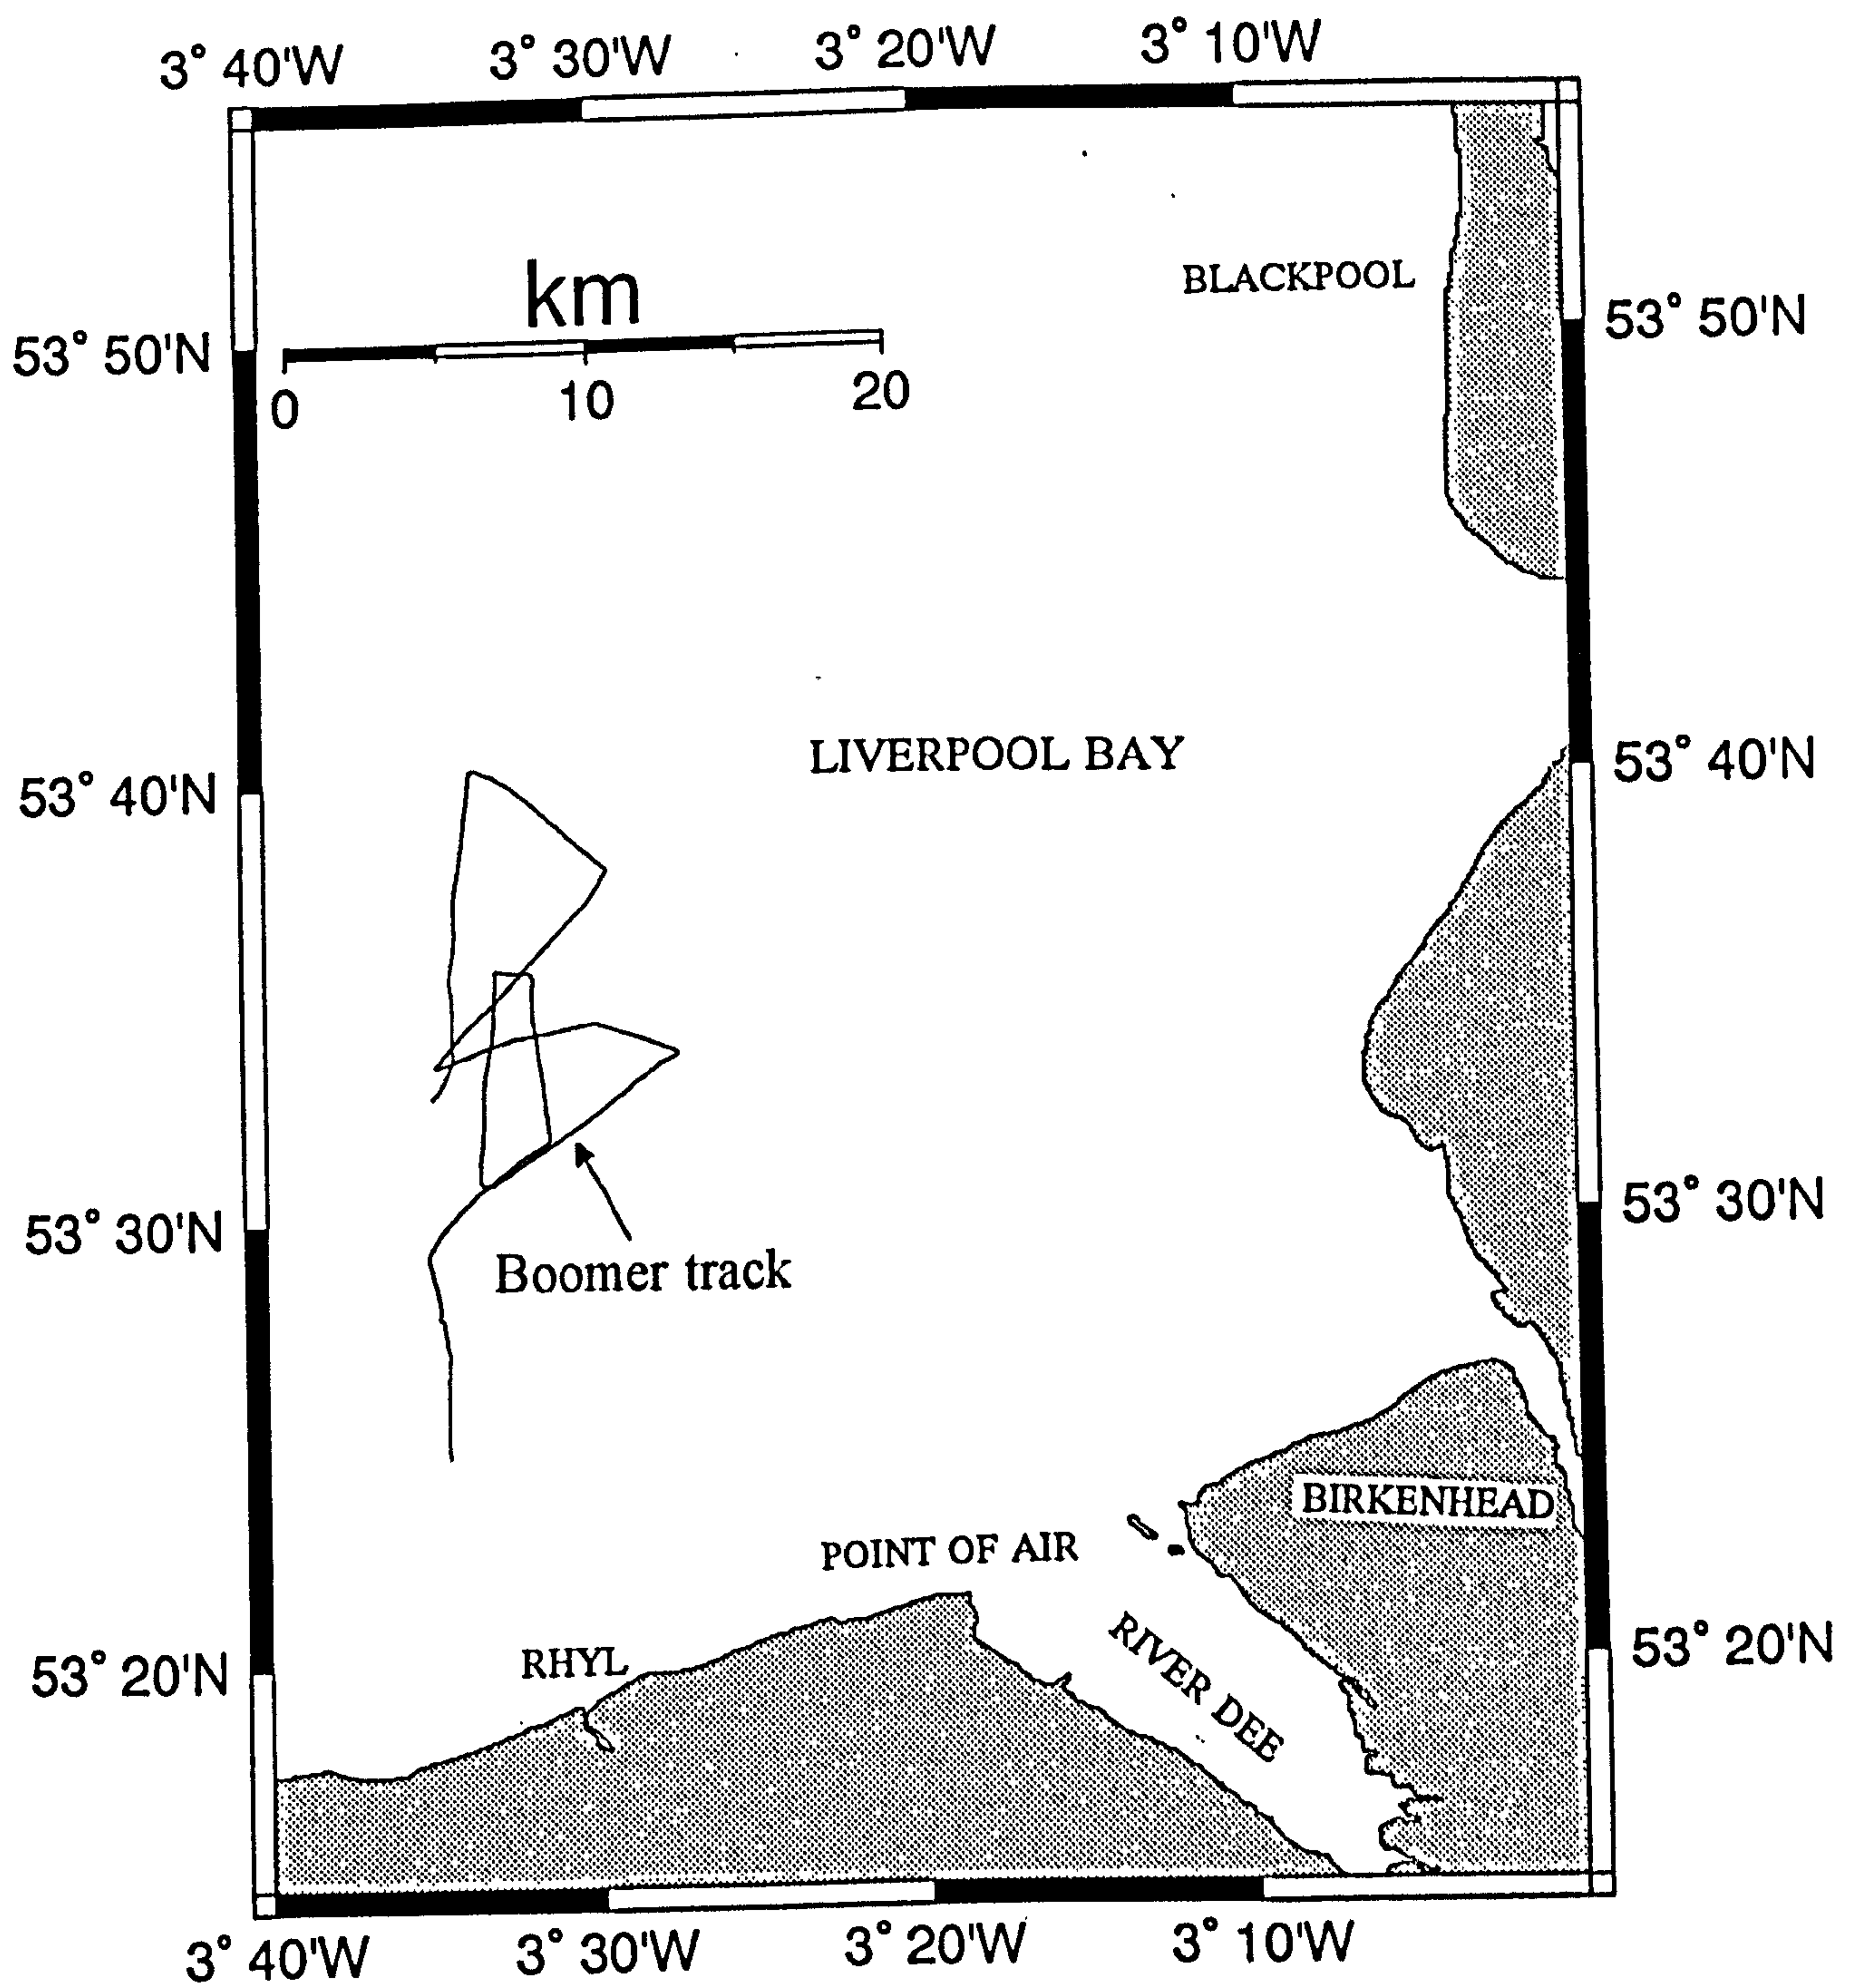 3° 40'W 3° 30'W 3° 20'W 3° 10'W
BLACKPOOL
km
53° 50'N 53° 50'N
0 10 20
LIVERPOOL BAY
53° 40'N 53° 40'N
53° 30'N 53° 30'N
Boomer track
BIRKENHEAD
POINT OF AIR
RIVER DEE
RHYL
53° 20'N 53° 20'N
3° 40'W 3° 30'W 3° 20'W 3° 10'W